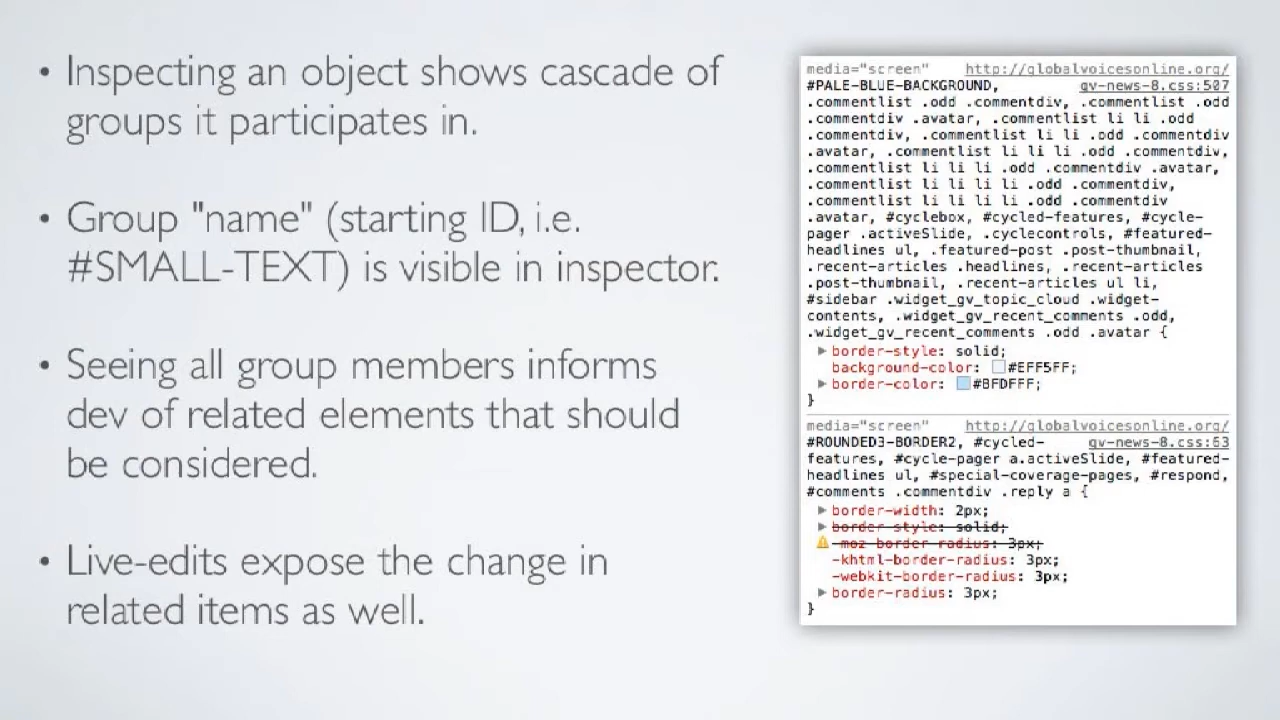 • Inspecting an object shows cascade of
groups it participates in.
• Group "name" (starting ID, i.e.
#SMALL-TEXT) is visible in inspector.
• Seeing all group members informs
dev of related elements that should
be considered.
• Live-edits expose the change in
related items as well.
media="screen" http://globalvoicesonline.org/
#PALE-BLUE-BACKGROUND, gv-news-8.css:507
.commentlist .odd .commentdiv, .commentlist .odd
.commentdiv .avatar, .commentlist li li .odd
.commentdiv, .commentlist li li .odd .commentdiv
.avatar, .commentlist li li li .odd .commentdiv,
.commentlist li li li .odd .commentdiv .avatar,
.commentlist li li li li .odd .commentdiv,
.commentlist li li li li .odd .commentdiv
.avatar, #cyclebox, #cycled-features, #cycle-
pager .activeSlide, .cyclecontrols, #featured-
headlines ul, .featured-post .post-thumbnail,
.recent-articles .headlines, .recent-articles
.post-thumbnail, .recent-articles ul li,
#sidebar .widget_gv_topic_cloud .widget-
contents, .widget_gv_recent_comments .odd,
.widget_gv_recent_comments .odd .avatar {
border-style: solid;
background-color: #EFF5FF;
border-color: #BFDFFF;
}
media="screen" http://globalvoicesonline.org/
#ROUNDED3-BORDER2, #cycled- gv-news-8.css:63
features, #cycle-pager a.activeSlide, #featured-
headlines ul, #special-coverage-pages, #respond,
#comments .commentdiv .reply a {
border-width: 2px;
border-style: solid;
-moz-border-radius: 3px;
-khtml-border-radius: 3px;
-webkit-border-radius: 3px;
border-radius: 3px;
}